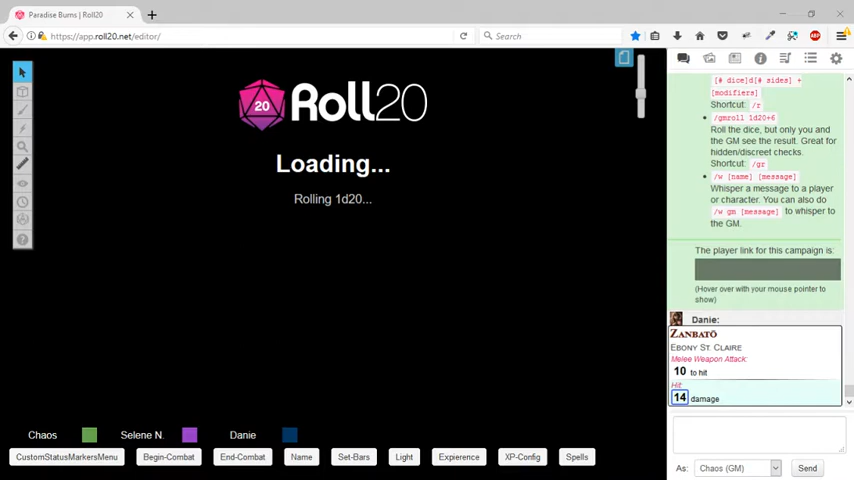 Paradise Burns | Roll20
https://app.roll20.net/editor/
Search
20
Roll20
Loading...
Rolling 1d20...
[# dice]d[# sides] +
[modifiers]
Shortcut: /r
/gmroll 1d20+6
Roll the dice, but only you and
the GM see the result. Great for
hidden/discreet checks.
Shortcut: /gr
/w [name] [message]
Whisper a message to a player
or character. You can also do
/w gm [message] to whisper to
the GM.
The player link for this campaign is:
(Hover over with your mouse pointer to
show)
Danie:
ZANBATŌ
EBONY ST. CLAIRE
Melee Weapon Attack:
10 to hit
Hit:
14 damage
Chaos
Selene N.
Danie
CustomStatusMarkersMenu
Begin-Combat
End-Combat
Name
Set-Bars
Light
Expierence
XP-Config
Spells
As:
Chaos (GM)
Send
ABP